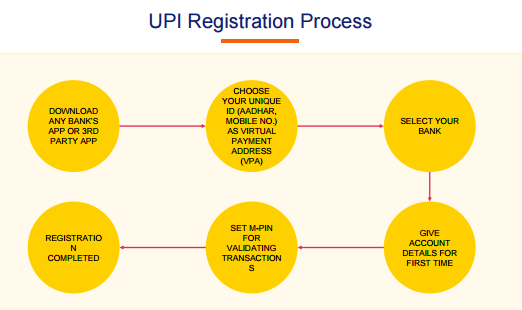 UPI Registration Process
DOWNLOAD
ANY BANK'S
APP OR 3RD
PARTY APP
CHOOSE
YOUR UNIQUE
ID (AADHAR,
MOBILE NO.)
AS VIRTUAL
PAYMENT
ADDRESS
(VPA)
SELECT YOUR
BANK
GIVE
ACCOUNT
DETAILS FOR
FIRST TIME
SET M-PIN
FOR
VALIDATING
TRANSACTION
S
REGISTRATIO
N
COMPLETED